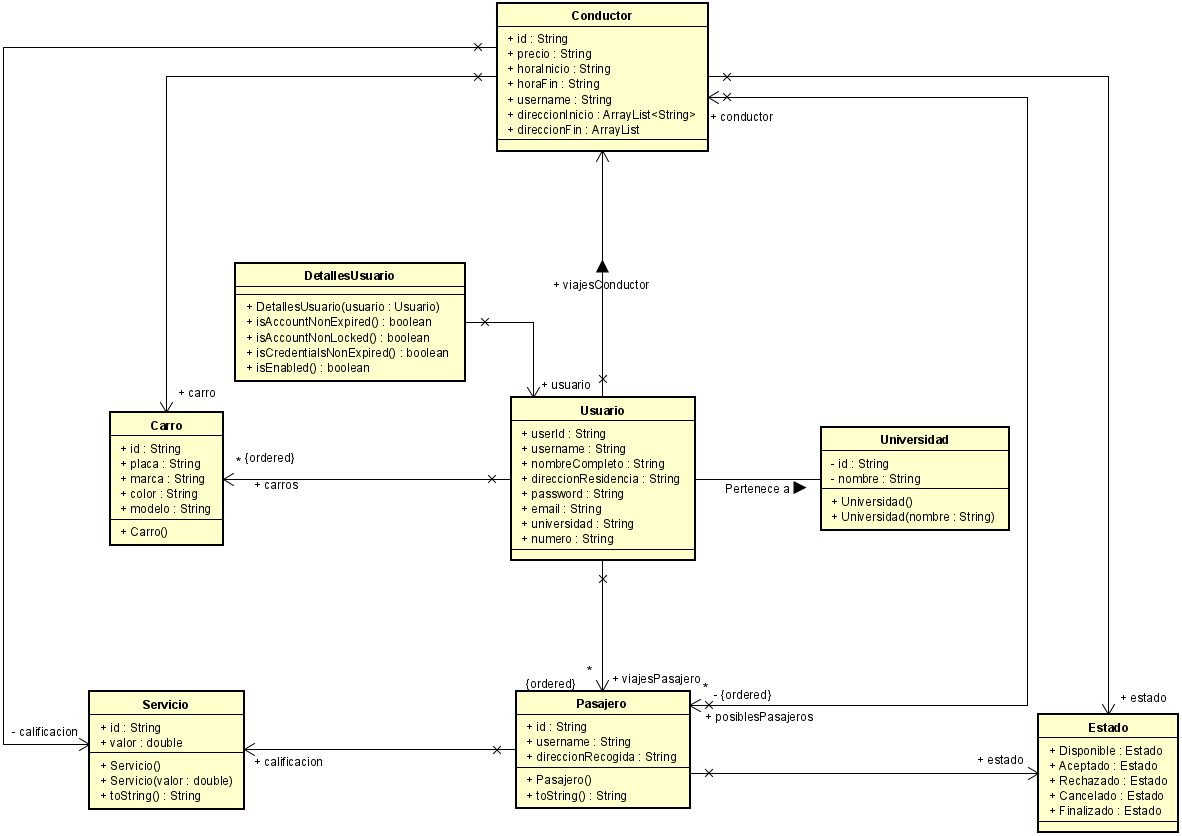 Conductor
+ id : String
+ precio : String
+ horaInicio : String
+ horaFin : String
+ username : String
+ direccionInicio : ArrayList<String>
+ direccionFin : ArrayList
+ conductor
DetallesUsuario
+ DetallesUsuario(usuario : Usuario)
+ isAccountNonExpired() : boolean
+ isAccountNonLocked() : boolean
+ isCredentialsNonExpired() : boolean
+ isEnabled() : boolean
+ viajesConductor
+ usuario
+ carro
Carro
+ id : String
+ placa : String
+ marca : String
+ color : String
+ modelo : String
+ Carro()
* {ordered}
+ carros
Usuario
+ userId : String
+ username : String
+ nombreCompleto : String
+ direccionResidencia : String
+ password : String
+ email : String
+ universidad : String
+ numero : String
Pertenece a
Universidad
- id : String
- nombre : String
+ Universidad()
+ Universidad(nombre : String)
*
+ viajesPasajero
{ordered}
*
- {ordered}
+ posiblesPasajeros
+ estado
- calificacion
Servicio
+ id : String
+ valor : double
+ Servicio()
+ Servicio(valor : double)
+ toString() : String
+ calificacion
Pasajero
+ id : String
+ username : String
+ direccionRecogida : String
+ Pasajero()
+ toString() : String
+ estado
Estado
+ Disponible : Estado
+ Aceptado : Estado
+ Rechazado : Estado
+ Cancelado : Estado
+ Finalizado : Estado